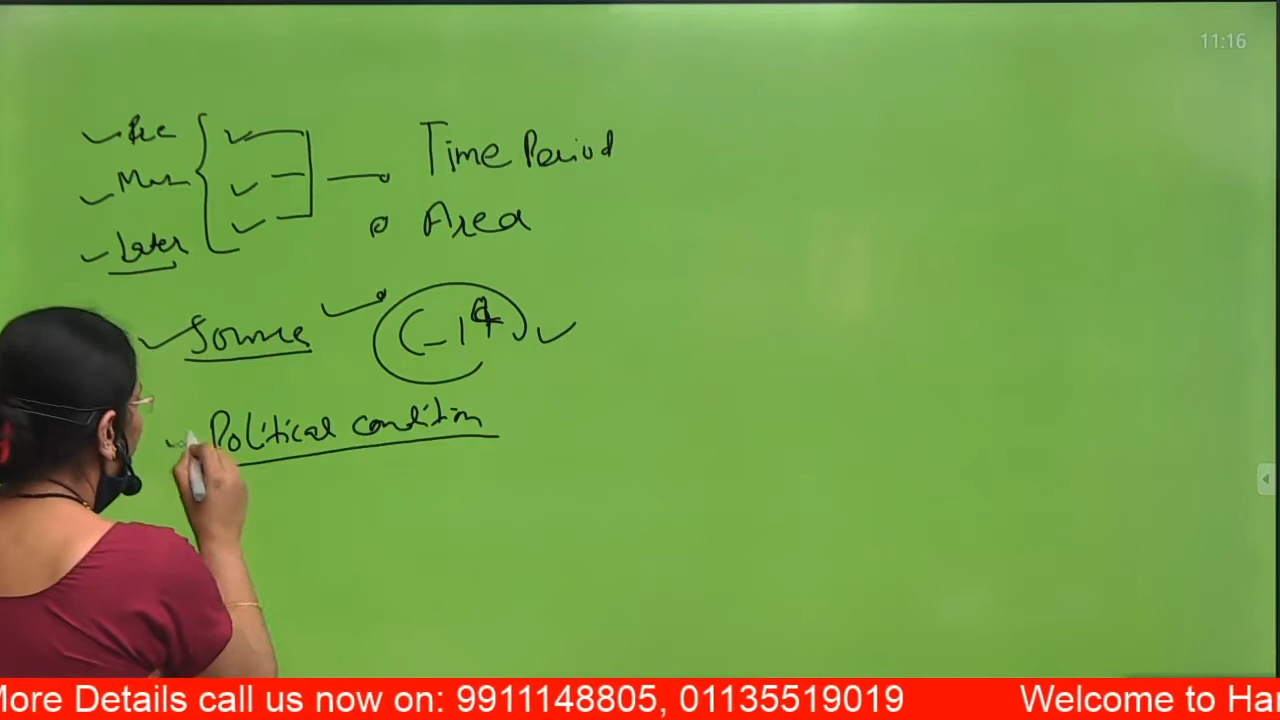 11:16
Pre
Time Period
Later
Area
Source
C-14
Political condition
More Details call us now on: 9911148805, 01135519019 Welcome to Ha